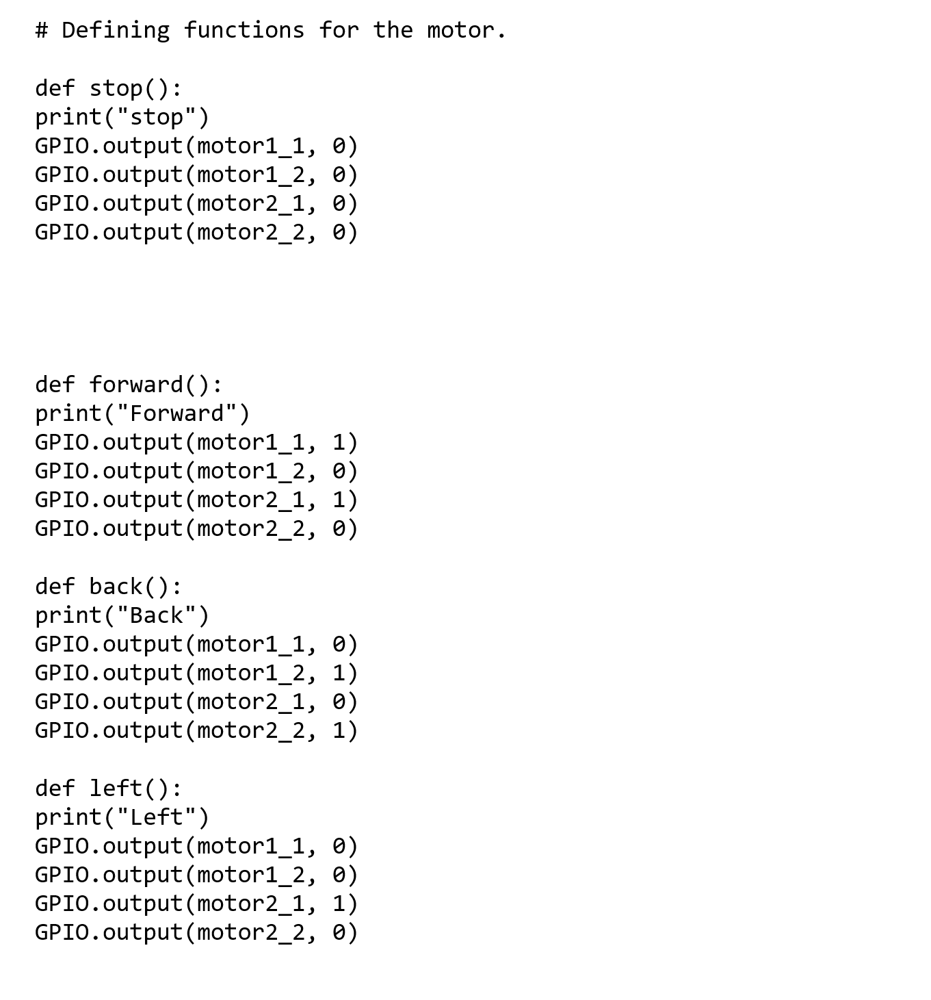 # Defining functions for the motor.
def stop():
print("stop")
GPIO.output(motor1_1, 0)
GPIO.output(motor1_2, 0)
GPIO.output(motor2_1, 0)
GPIO.output(motor2_2, 0)
def forward():
print("Forward")
GPIO.output(motor1_1, 1)
GPIO.output(motor1_2, 0)
GPIO.output(motor2_1, 1)
GPIO.output(motor2_2, 0)
def back():
print("Back")
GPIO.output(motor1_1, 0)
GPIO.output(motor1_2, 1)
GPIO.output(motor2_1, 0)
GPIO.output(motor2_2, 1)
def left():
print("Left")
GPIO.output(motor1_1, 0)
GPIO.output(motor1_2, 0)
GPIO.output(motor2_1, 1)
GPIO.output(motor2_2, 0)